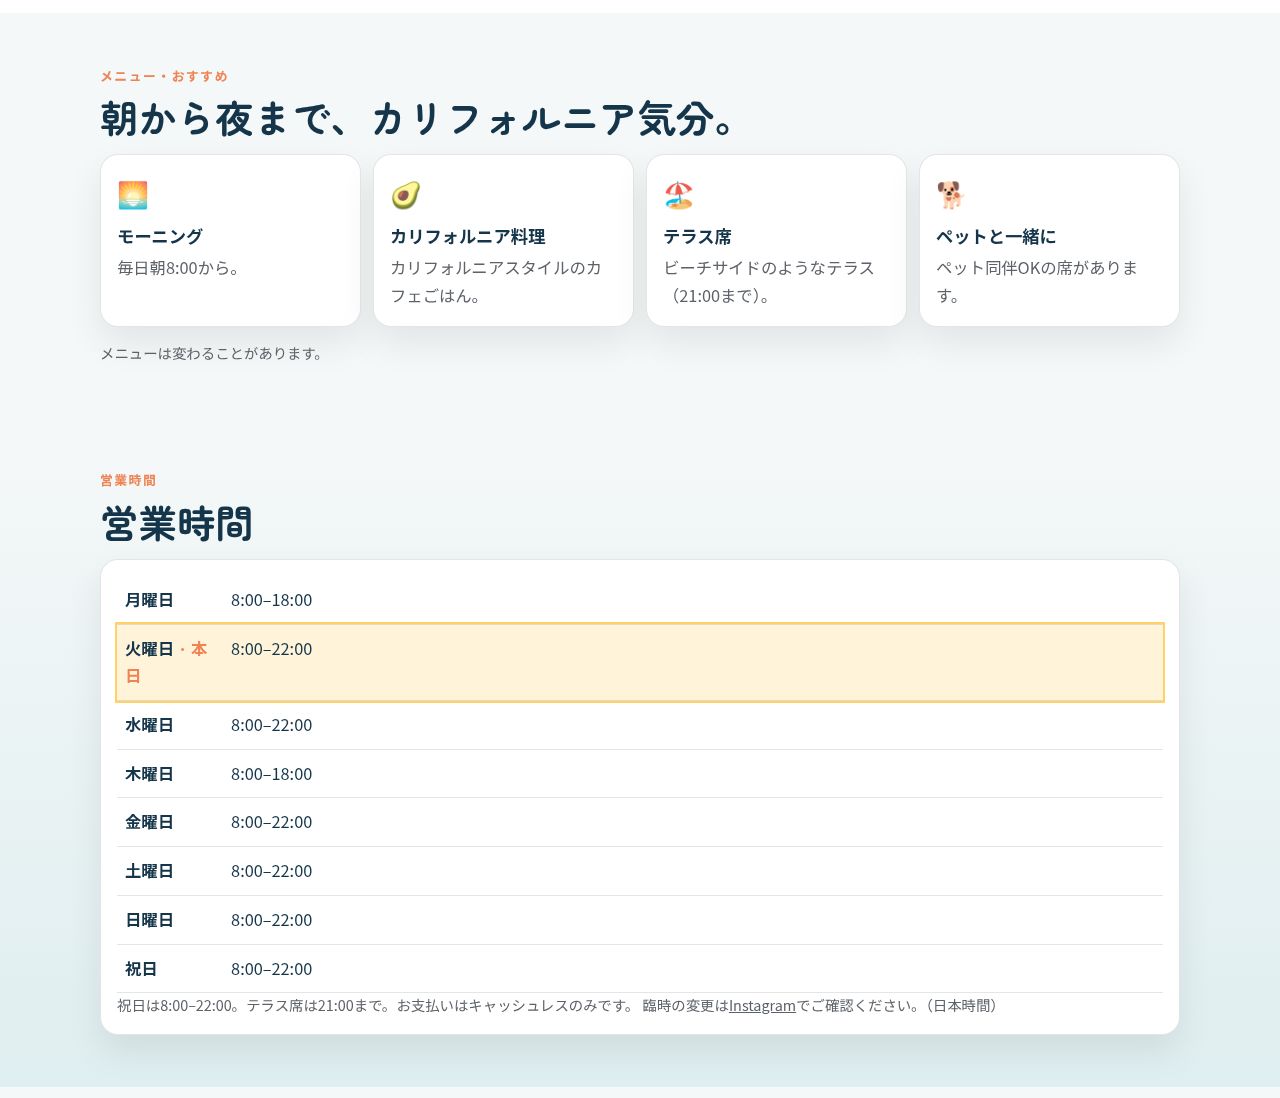 メニュー・おすすめ
朝から夜まで、カリフォルニア気分。
モーニング
毎日朝8:00から。
カリフォルニア料理
カリフォルニアスタイルのカ
フェごはん。
テラス席
ビーチサイドのようなテラス
（21:00まで）。
ペットと一緒に
ペット同伴OKの席がありま
す。
メニューは変わることがあります。
営業時間
営業時間
月曜日 8:00–18:00
火曜日 · 本 8:00–22:00
日
水曜日 8:00–22:00
木曜日 8:00–18:00
金曜日 8:00–22:00
土曜日 8:00–22:00
日曜日 8:00–22:00
祝日 8:00–22:00
祝日は8:00–22:00。テラス席は21:00まで。お支払いはキャッシュレスのみです。 臨時の変更はInstagramでご確認ください。（日本時間）